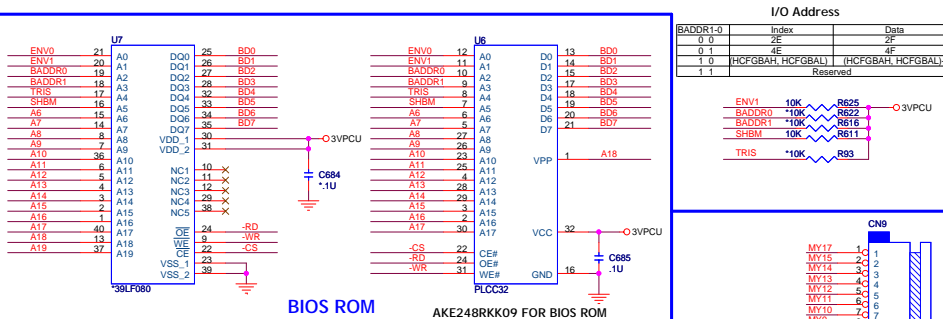 U7
ENV0 21 A0 DQ0 25 BD0
ENV1 20 A1 DQ1 26 BD1
BADDR0 19 A2 DQ2 27 BD2
BADDR1 18 A3 DQ3 28 BD3
TRIS 17 A4 DQ4 32 BD4
SHBM 16 A5 DQ5 33 BD5
A6 15 A6 DQ6 34 BD6
A7 14 A7 DQ7 35 BD7
A8 8 A8 VDD_1 30 3VPCU
A9 7 A9 VDD_2 31
A10 36 A10
A11 6 A11 NC1 10
A12 5 A12 NC2 11
A13 4 A13 NC3 12
A14 3 A14 NC4 29
A15 2 A15 NC5 38
A16 1 A16
A17 40 A17 OE 24 -RD
A18 13 A18 WE 9 -WR
A19 37 A19 CE 22 -CS
VSS_1 23
VSS_2 39
*39LF080
C684
*.1U
U6
ENV0 12 A0 D0 13 BD0
ENV1 11 A1 D1 14 BD1
BADDR0 10 A2 D2 15 BD2
BADDR1 9 A3 D3 17 BD3
TRIS 8 A4 D4 18 BD4
SHBM 7 A5 D5 19 BD5
A6 6 A6 D6 20 BD6
A7 5 A7 D7 21 BD7
A8 27 A8
A9 26 A9
A10 23 A10 VPP 1 A18
A11 25 A11
A12 4 A12
A13 28 A13
A14 29 A14
A15 3 A15
A16 2 A16
A17 30 A17 VCC 32 3VPCU
-CS 22 CE#
-RD 24 OE#
-WR 31 WE# GND 16
PLCC32
C685
.1U
BIOS ROM
AKE248RKK09 FOR BIOS ROM
I/O Address
BADDR1-0 Index Data
0 0 2E 2F
0 1 4E 4F
1 0 (HCFGBAH, HCFGBAL) (HCFGBAH, HCFGBAL)
1 1 Reserved
ENV1 10K R625 3VPCU
BADDR0 *10K R622
BADDR1 *10K R616
SHBM 10K R611
TRIS *10K R93
CN9
MY17 1 1
MY15 2 2
MY14 3 3
MY13 4 4
MY12 5 5
MY11 6 6
MY10 7 7